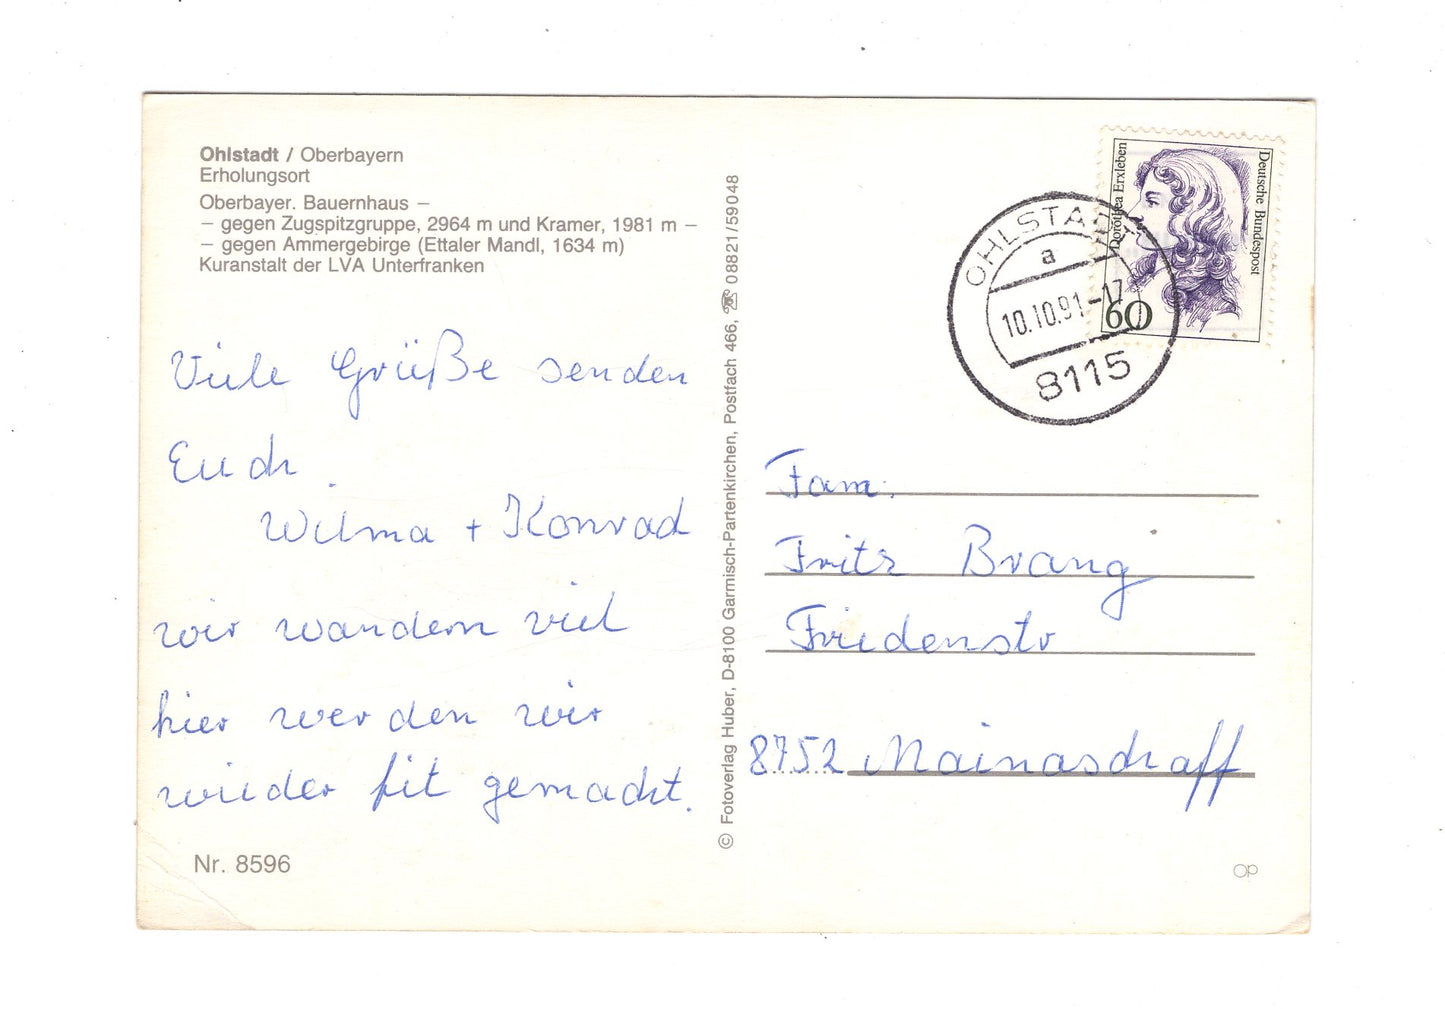 Ohlstadt / Oberbayern
Erholungsort
Oberbayer. Bauernhaus –
– gegen Zugspitzgruppe, 2964 m und Kramer, 1981 m –
– gegen Ammergebirge (Ettaler Mandl, 1634 m)
Kuranstalt der LVA Unterfranken
Viele Grüße senden
Euch
Wilma + Konrad
wir wandern viel
hier werden wir
wieder fit gemacht.
Nr. 8596
© Fotoverlag Huber, D-8100 Garmisch-Partenkirchen, Postfach 466, ☎ 08821/59048
Dorothea Erxleben
Deutsche Bundespost
60
OHLSTADT
a
10.10.91-17
8115
Fam.
Fritz Brang
Friedenstr
8752 Mainaschaff
op